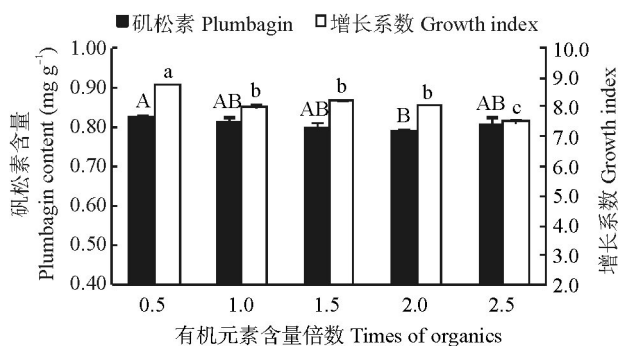 矾松素 Plumbagin 增长系数 Growth index
1.00
0.90
0.80
0.70
0.60
0.50
0.40
矾松素含量
Plumbagin content (mg g⁻¹)
A a
AB b
AB b
B b
AB c
10.0
9.0
8.0
7.0
6.0
5.0
4.0
3.0
2.0
增长系数 Growth index
0.5 1.0 1.5 2.0 2.5
有机元素含量倍数 Times of organics